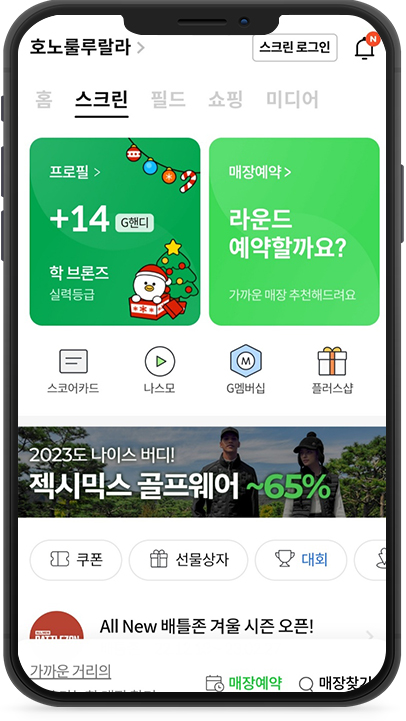 호노룰루랄라 >
스크린 로그인
N
홈 스크린 필드 쇼핑 미디어
프로필 >
+14 G핸디
학 브론즈
실력등급
매장예약 >
라운드
예약할까요?
가까운 매장 추천해드려요
스코어카드 나스모 G멤버십 플러스샵
M
2023도 나이스 버디!
젝시믹스 골프웨어 ~65%
쿠폰 선물상자 대회
All New 배틀존 겨울 시즌 오픈!
가까운 거리의
매장예약 매장찾기